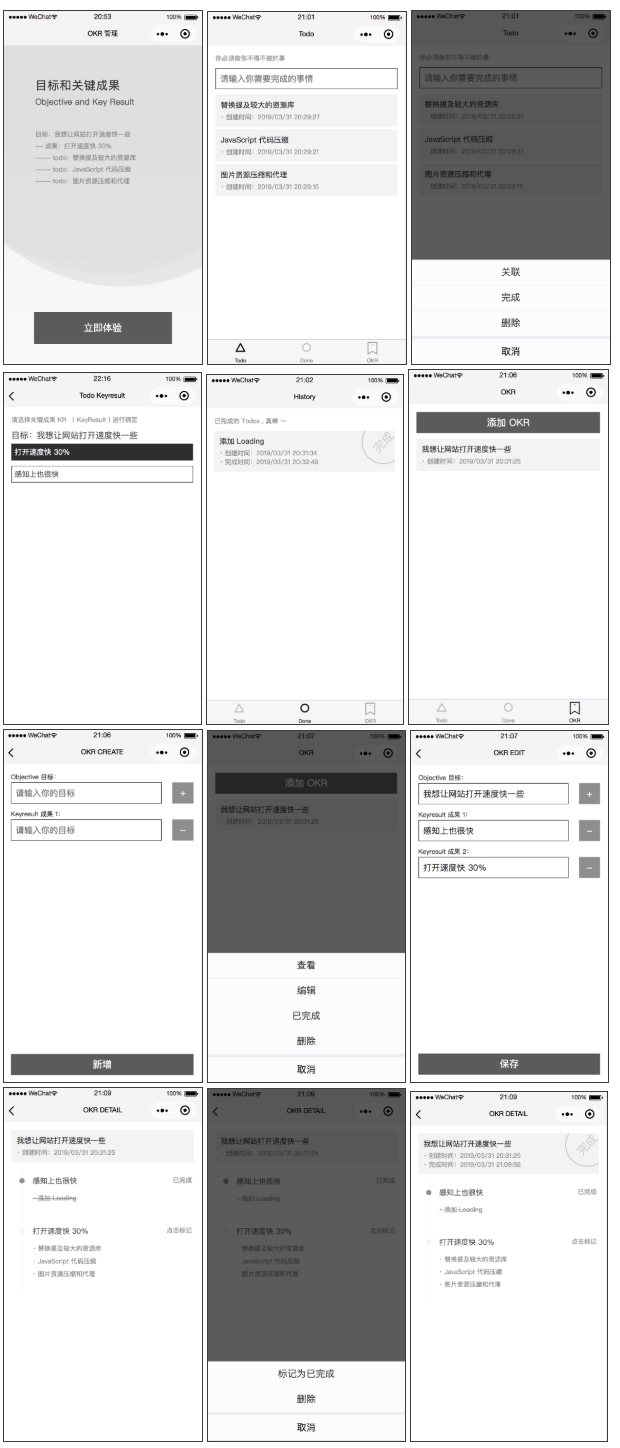 ●●●●● WeChat 20:53 100%
OKR 管理
目标和关键成果
Objective and Key Result
目标：我想让网站打开速度快一些
—— 成果：打开速度快 30%
——— todo：替换提及较大的资源库
——— todo：JavaScript 代码压缩
——— todo：图片资源压缩和代理
立即体验
●●●●● WeChat 21:01 100%
Todo
你必须做你不得不做的事
请输入你需要完成的事情
替换提及较大的资源库
· 创建时间：2019/03/31 20:29:27
JavaScript 代码压缩
· 创建时间：2019/03/31 20:29:21
图片资源压缩和代理
· 创建时间：2019/03/31 20:29:15
Todo Done OKR
●●●●● WeChat 21:01 100%
Todo
你必须做你不得不做的事
请输入你需要完成的事情
替换提及较大的资源库
· 创建时间：2019/03/31 20:29:27
JavaScript 代码压缩
· 创建时间：2019/03/31 20:29:21
图片资源压缩和代理
· 创建时间：2019/03/31 20:29:15
关联
完成
删除
取消
●●●●● WeChat 22:16 100%
Todo Keyresult
请选择关键成果 KR （KeyResult）进行绑定
目标：我想让网站打开速度快一些
打开速度快 30%
感知上也很快
●●●●● WeChat 21:02 100%
History
已完成的 Todos，真棒 ～
添加 Loading
· 创建时间：2019/03/31 20:31:34
· 完成时间：2019/03/31 20:32:49
完成
Todo Done OKR
●●●●● WeChat 21:06 100%
OKR
添加 OKR
我想让网站打开速度快一些
· 创建时间：2019/03/31 20:31:25
Todo Done OKR
●●●●● WeChat 21:06 100%
OKR CREATE
Objective 目标：
请输入你的目标 +
Keyresult 成果 1：
请输入你的目标 −
新增
●●●●● WeChat 21:07 100%
OKR
添加 OKR
我想让网站打开速度快一些
· 创建时间：2019/03/31 20:31:25
查看
编辑
已完成
删除
取消
●●●●● WeChat 21:07 100%
OKR EDIT
Objective 目标：
我想让网站打开速度快一些 +
Keyresult 成果 1：
感知上也很快 −
Keyresult 成果 2：
打开速度快 30% −
保存
●●●●● WeChat 21:09 100%
OKR DETAIL
我想让网站打开速度快一些
· 创建时间：2019/03/31 20:31:25
感知上也很快 已完成
· 添加 Loading
打开速度快 30% 点击标记
· 替换提及较大的资源库
· JavaScript 代码压缩
· 图片资源压缩和代理
●●●●● WeChat 21:09 100%
OKR DETAIL
我想让网站打开速度快一些
· 创建时间：2019/03/31 20:31:25
感知上也很快 已完成
· 添加 Loading
打开速度快 30% 点击标记
· 替换提及较大的资源库
· JavaScript 代码压缩
· 图片资源压缩和代理
标记为已完成
删除
取消
●●●●● WeChat 21:09 100%
OKR DETAIL
我想让网站打开速度快一些
· 创建时间：2019/03/31 20:31:25
· 完成时间：2019/03/31 21:09:58
完成
感知上也很快 已完成
· 添加 Loading
打开速度快 30% 点击标记
· 替换提及较大的资源库
· JavaScript 代码压缩
· 图片资源压缩和代理